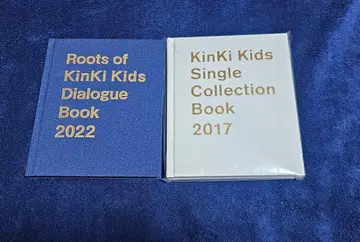 Roots of
KinKi Kids
Dialogue
Book
2022
KinKi Kids
Single
Collection
Book
2017